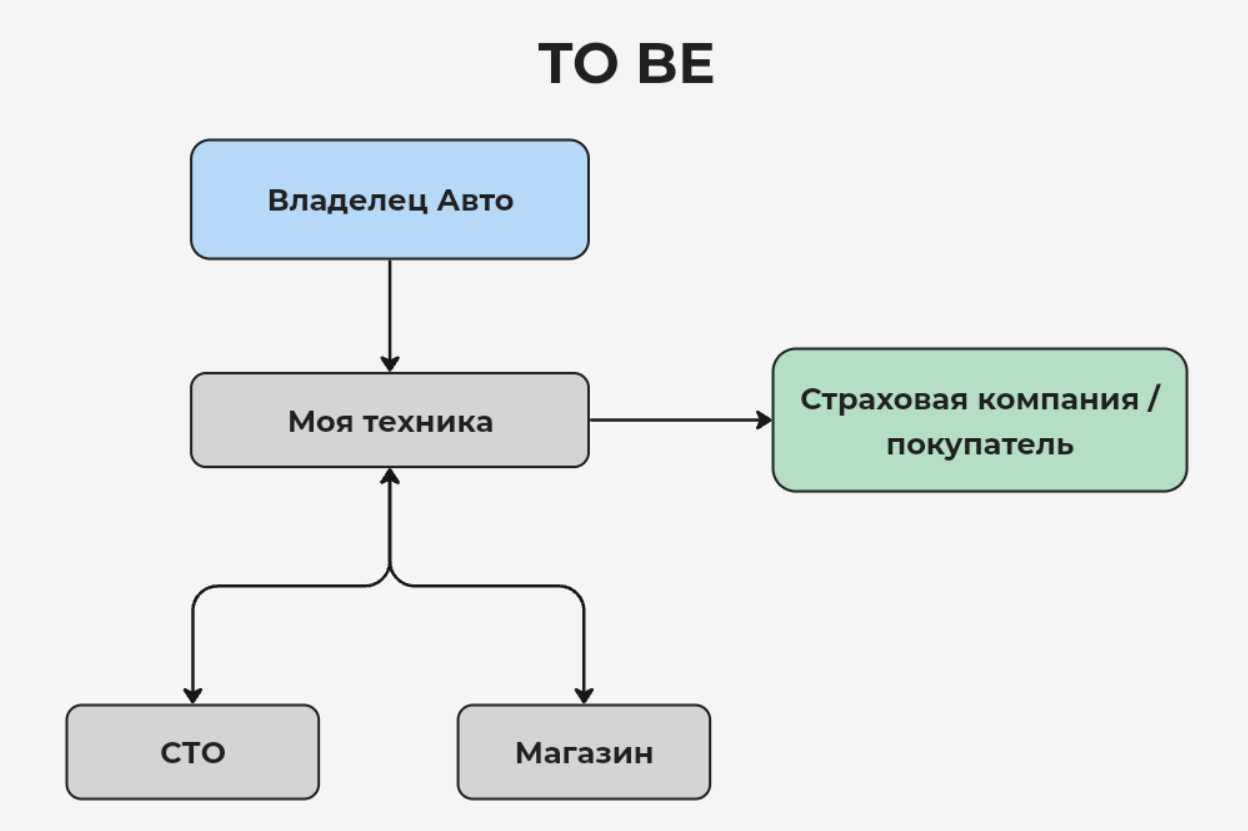 TO BE
Владелец Авто
Моя техника
Страховая компания /
покупатель
СТО
Магазин